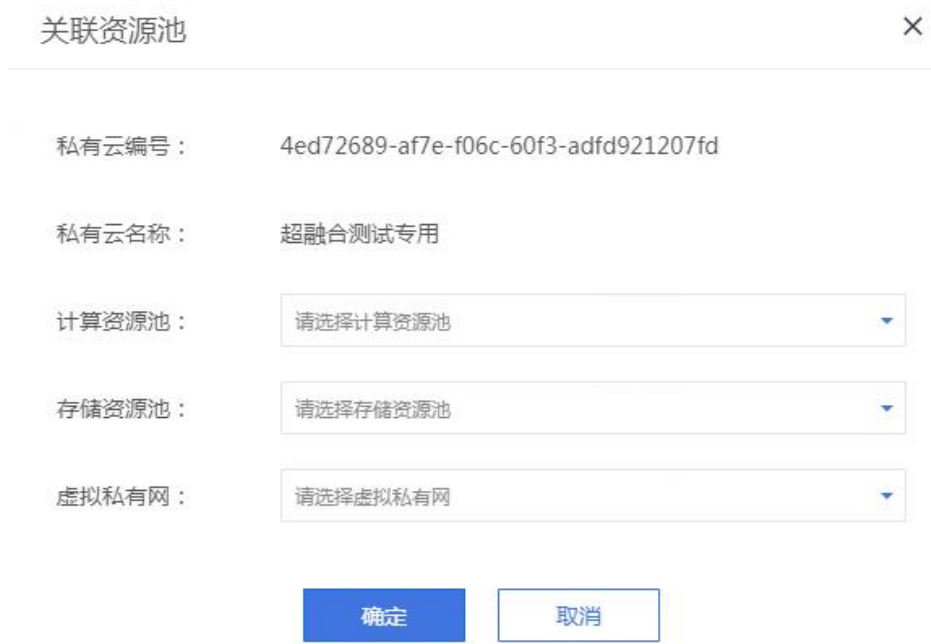 关联资源池
私有云编号： 4ed72689-af7e-f06c-60f3-adfd921207fd
私有云名称： 超融合测试专用
计算资源池： 请选择计算资源池
存储资源池： 请选择存储资源池
虚拟私有网： 请选择虚拟私有网
确定 取消